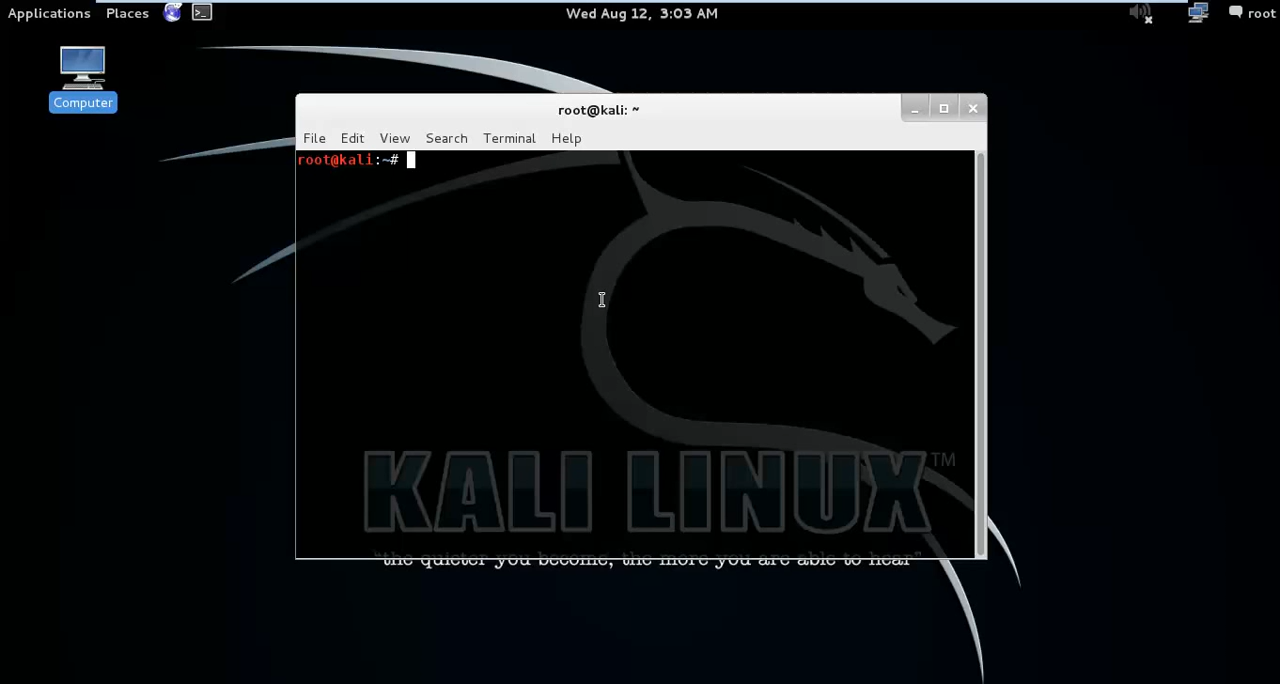 Applications Places Wed Aug 12, 3:03 AM root
Computer
root@kali: ~
File Edit View Search Terminal Help
root@kali:~#
KALI LINUX™
“the quieter you become, the more you are able to hear”